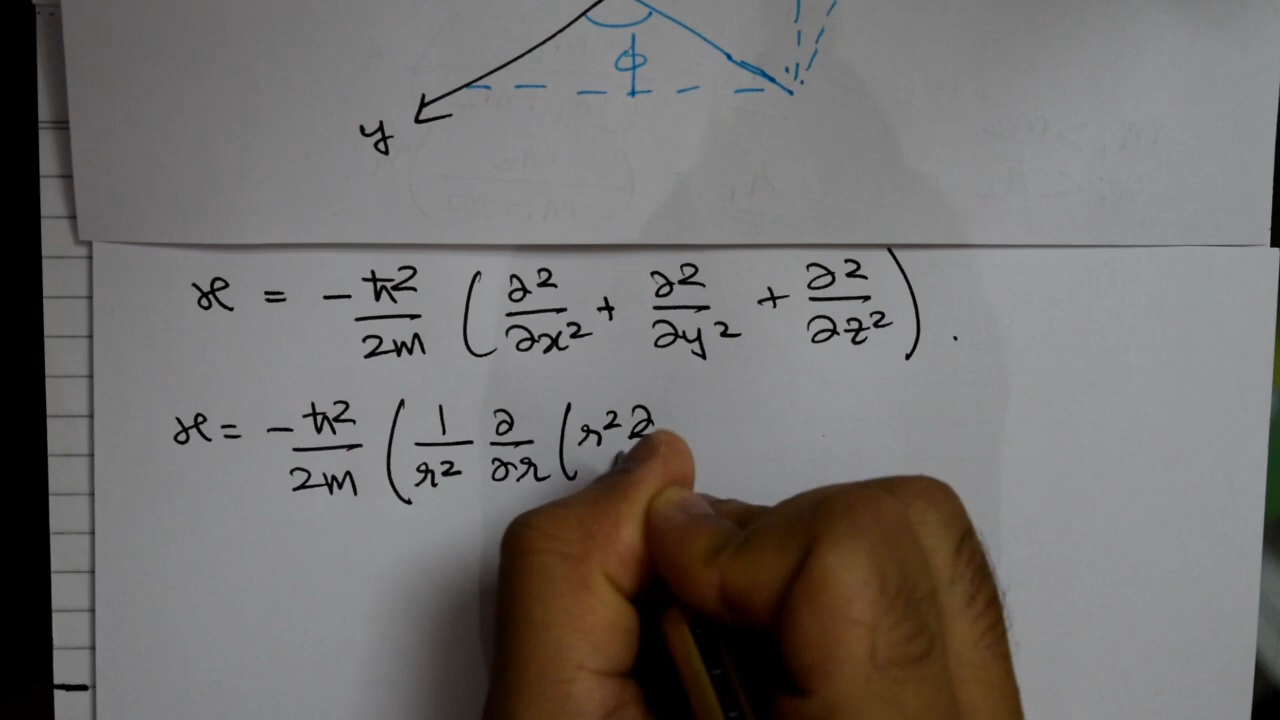 ϕ
y
ℋ = - ℏ²/2m ( ∂²/∂x² + ∂²/∂y² + ∂²/∂z² ) .
ℋ = - ℏ²/2m ( 1/r² ∂/∂r ( r² ∂